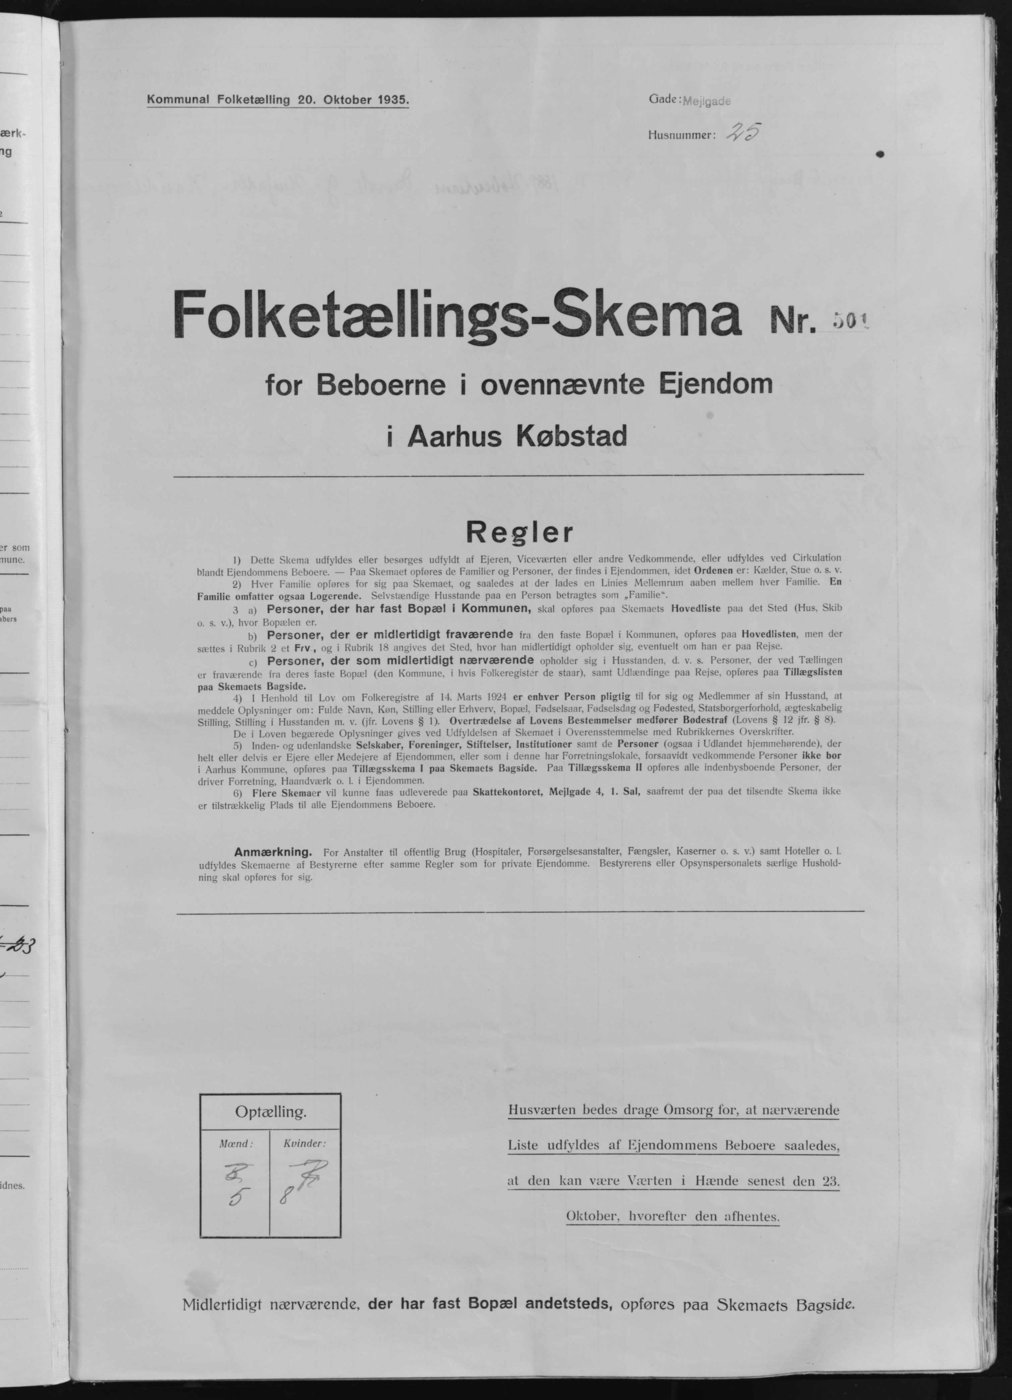 Kommunal Folketælling 20. Oktober 1935.
Gade: Mejlgade
Husnummer: 25
Folketællings-Skema Nr. 501
for Beboerne i ovennævnte Ejendom
i Aarhus Købstad
Regler
1) Dette Skema udfyldes eller besørges udfyldt af Ejeren, Viceværten eller andre Vedkommende, eller udfyldes ved Cirkulation
blandt Ejendommens Beboere. — Paa Skemaet opføres de Familier og Personer, der findes i Ejendommen, idet Ordenen er: Kælder, Stue o. s. v.
2) Hver Familie opføres for sig paa Skemaet, og saaledes at der lades en Linies Mellemrum aaben mellem hver Familie. En
Familie omfatter ogsaa Logerende. Selvstændige Husstande paa en Person betragtes som „Familie“.
3 a) Personer, der har fast Bopæl i Kommunen, skal opføres paa Skemaets Hovedliste paa det Sted (Hus, Skib
o. s. v.), hvor Bopælen er.
b) Personer, der er midlertidigt fraværende fra den faste Bopæl i Kommunen, opføres paa Hovedlisten, men der
sættes i Rubrik 2 et Frv., og i Rubrik 18 angives det Sted, hvor han midlertidigt opholder sig, eventuelt om han er paa Rejse.
c) Personer, der som midlertidigt nærværende opholder sig i Husstanden, d. v. s. Personer, der ved Tællingen
er fraværende fra deres faste Bopæl (den Kommune, i hvis Folkeregister de staar), samt Udlændinge paa Rejse, opføres paa Tillægslisten
paa Skemaets Bagside.
4) I Henhold til Lov om Folkeregistre af 14. Marts 1924 er enhver Person pligtig til for sig og Medlemmer af sin Husstand, at
meddele Oplysninger om: Fulde Navn, Køn, Stilling eller Erhverv, Bopæl, Fødselsaar, Fødselsdag og Fødested, Statsborgerforhold, ægteskabelig
Stilling, Stilling i Husstanden m. v. (jfr. Lovens § 1). Overtrædelse af Lovens Bestemmelser medfører Bødestraf (Lovens § 12 jfr. § 8).
De i Loven begærede Oplysninger gives ved Udfyldelsen af Skemaet i Overensstemmelse med Rubrikkernes Overskrifter.
5) Inden- og udenlandske Selskaber, Foreninger, Stiftelser, Institutioner samt de Personer (ogsaa i Udlandet hjemmehørende), der
helt eller delvis er Ejere eller Medejere af Ejendommen, eller som i denne har Forretningslokale, forsaavidt vedkommende Personer ikke bor
i Aarhus Kommune, opføres paa Tillægsskema I paa Skemaets Bagside. Paa Tillægsskema II opføres alle indenbysboende Personer, der
driver Forretning, Haandværk o. l. i Ejendommen.
6) Flere Skemaer vil kunne faas udleverede paa Skattekontoret, Mejlgade 4, 1. Sal, saafremt der paa det tilsendte Skema ikke
er tilstrækkelig Plads til alle Ejendommens Beboere.
Anmærkning. For Anstalter til offentlig Brug (Hospitaler, Forsørgelsesanstalter, Fængsler, Kaserner o. s. v.) samt Hoteller o. l.
udfyldes Skemaerne af Bestyrerne efter samme Regler som for private Ejendomme. Bestyrerens eller Opsynspersonalets særlige Hushold-
ning skal opføres for sig.
Optælling.
Mænd: Kvinder:
5 8
Husværten bedes drage Omsorg for, at nærværende
Liste udfyldes af Ejendommens Beboere saaledes,
at den kan være Værten i Hænde senest den 23.
Oktober, hvorefter den afhentes.
Midlertidigt nærværende, der har fast Bopæl andetsteds, opføres paa Skemaets Bagside.